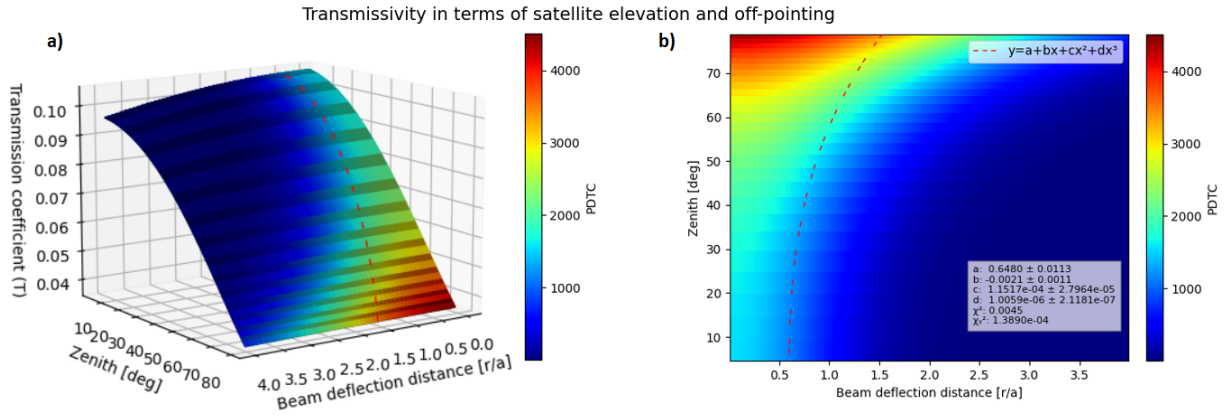 Transmissivity in terms of satellite elevation and off-pointing
a)
Transmission coefficient (T)
0.10
0.09
0.08
0.07
0.06
0.05
0.04
10 20 30 40 50 60 70 80
Zenith [deg]
4.0 3.5 3.0 2.5 2.0 1.5 1.0 0.5 0.0
Beam deflection distance [r/a]
4000
3000
2000
1000
PDTC
b)
Zenith [deg]
70
60
50
40
30
20
10
y=a+bx+cx²+dx³
a: 0.6480 ± 0.0113
b: -0.0021 ± 0.0011
c: 1.1517e-04 ± 2.7964e-05
d: 1.0059e-06 ± 2.1181e-07
χ²: 0.0045
χᵧ²: 1.3890e-04
0.5 1.0 1.5 2.0 2.5 3.0 3.5
Beam deflection distance [r/a]
4000
3000
2000
1000
PDTC